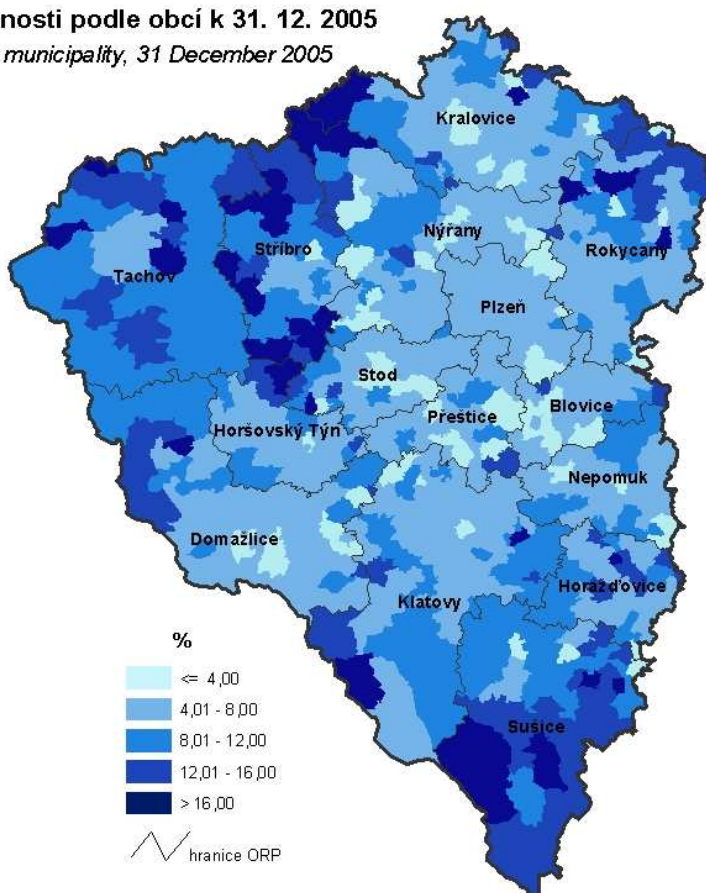 nosti podle obcí k 31. 12. 2005
municipality, 31 December 2005
Kralovice
Nýřany
Rokycany
Stříbro
Tachov
Plzeň
Stod
Blovice
Přeštice
Horšovský Týn
Nepomuk
Domažlice
Horažďovice
Klatovy
Sušice
%
<= 4,00
4,01 - 8,00
8,01 - 12,00
12,01 - 16,00
> 16,00
hranice ORP